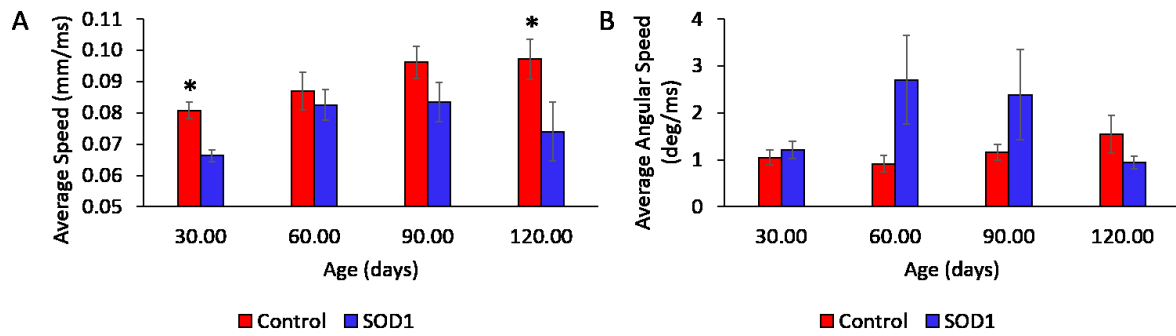 A
Average Speed (mm/ms)
0.11
0.10
0.09
0.08
0.07
0.06
0.05
*
*
30.00 60.00 90.00 120.00
Age (days)
Control SOD1
B
Average Angular Speed
(deg/ms)
4
3
2
1
0
30.00 60.00 90.00 120.00
Age (days)
Control SOD1